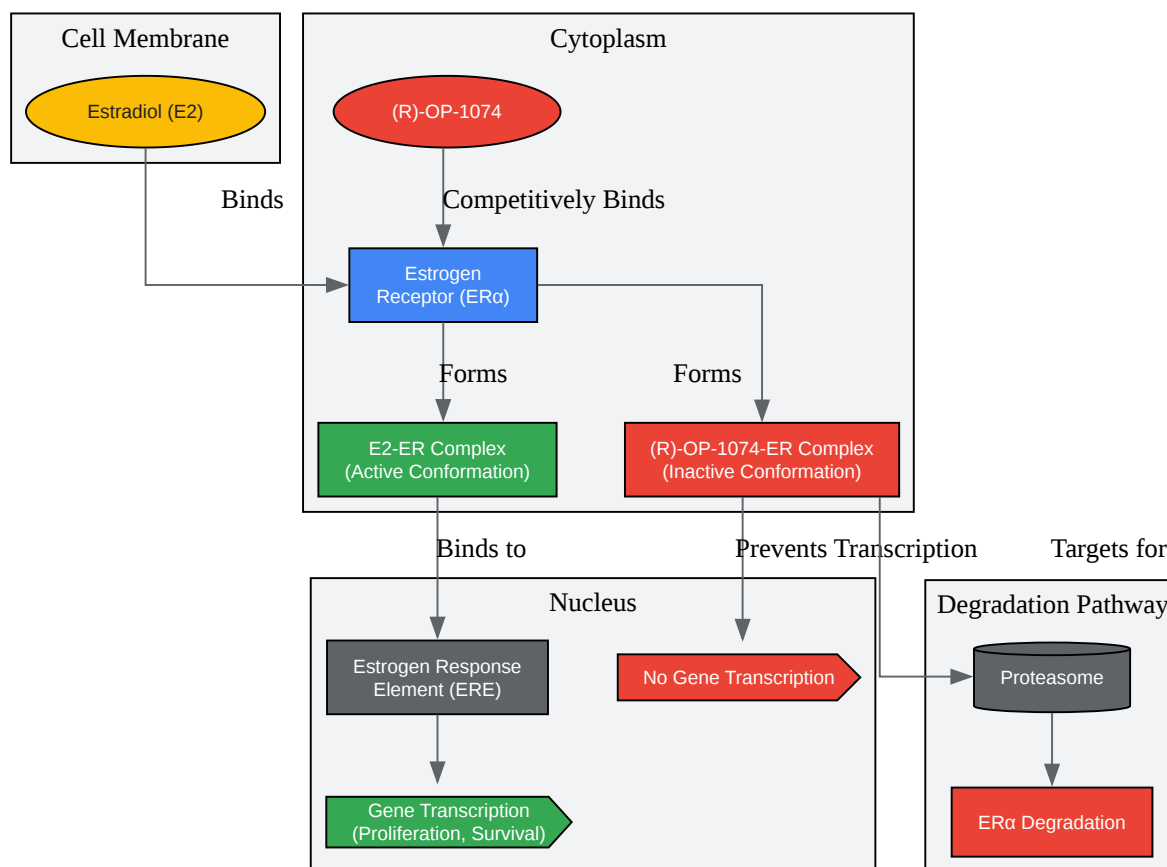 Cell Membrane
Cytoplasm
Estradiol (E2)
(R)-OP-1074
Binds
Competitively Binds
Estrogen
Receptor (ERα)
Forms
Forms
E2-ER Complex
(Active Conformation)
(R)-OP-1074-ER Complex
(Inactive Conformation)
Binds to
Prevents Transcription
Targets for
Nucleus
Degradation Pathway
Estrogen Response
Element (ERE)
No Gene Transcription
Proteasome
Gene Transcription
(Proliferation, Survival)
ERα Degradation